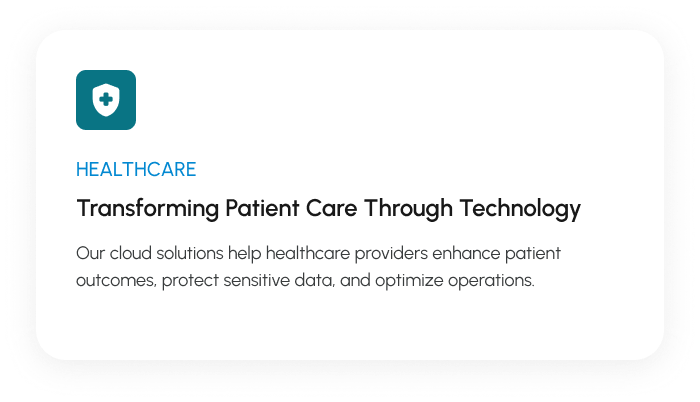 HEALTHCARE
Transforming Patient Care Through Technology
Our cloud solutions help healthcare providers enhance patient
outcomes, protect sensitive data, and optimize operations.